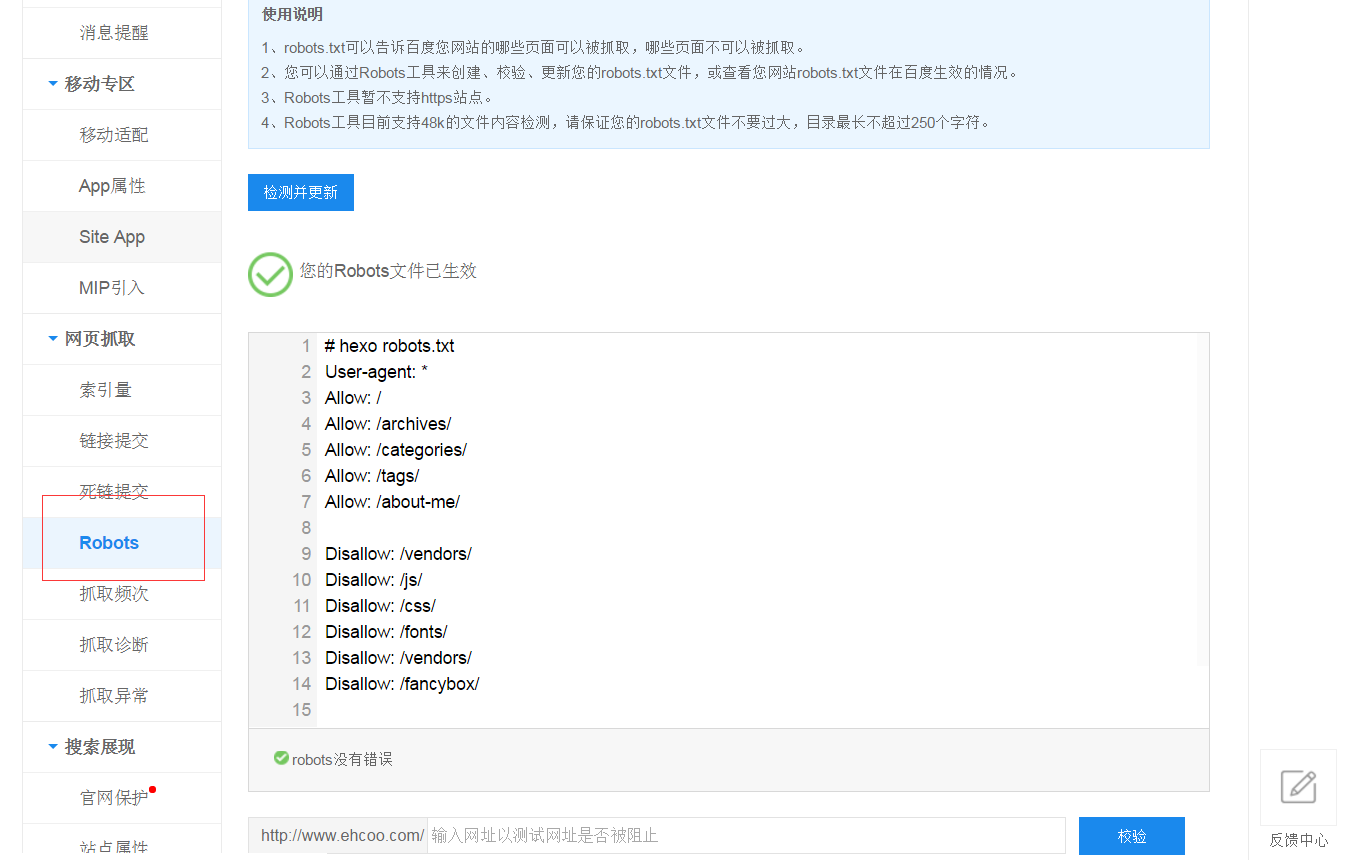 消息提醒
移动专区
移动适配
App属性
Site App
MIP引入
网页抓取
索引量
链接提交
死链提交
Robots
抓取频次
抓取诊断
抓取异常
搜索展现
官网保护
站点属性
使用说明
1、robots.txt可以告诉百度您网站的哪些页面可以被抓取，哪些页面不可以被抓取。
2、您可以通过Robots工具来创建、校验、更新您的robots.txt文件，或查看您网站robots.txt文件在百度生效的情况。
3、Robots工具暂不支持https站点。
4、Robots工具目前支持48k的文件内容检测，请保证您的robots.txt文件不要过大，目录最长不超过250个字符。
检测并更新
您的Robots文件已生效
1 # hexo robots.txt
2 User-agent: *
3 Allow: /
4 Allow: /archives/
5 Allow: /categories/
6 Allow: /tags/
7 Allow: /about-me/
8
9 Disallow: /vendors/
10 Disallow: /js/
11 Disallow: /css/
12 Disallow: /fonts/
13 Disallow: /vendors/
14 Disallow: /fancybox/
15
robots没有错误
http://www.ehcoo.com/ 输入网址以测试网址是否被阻止 校验
反馈中心